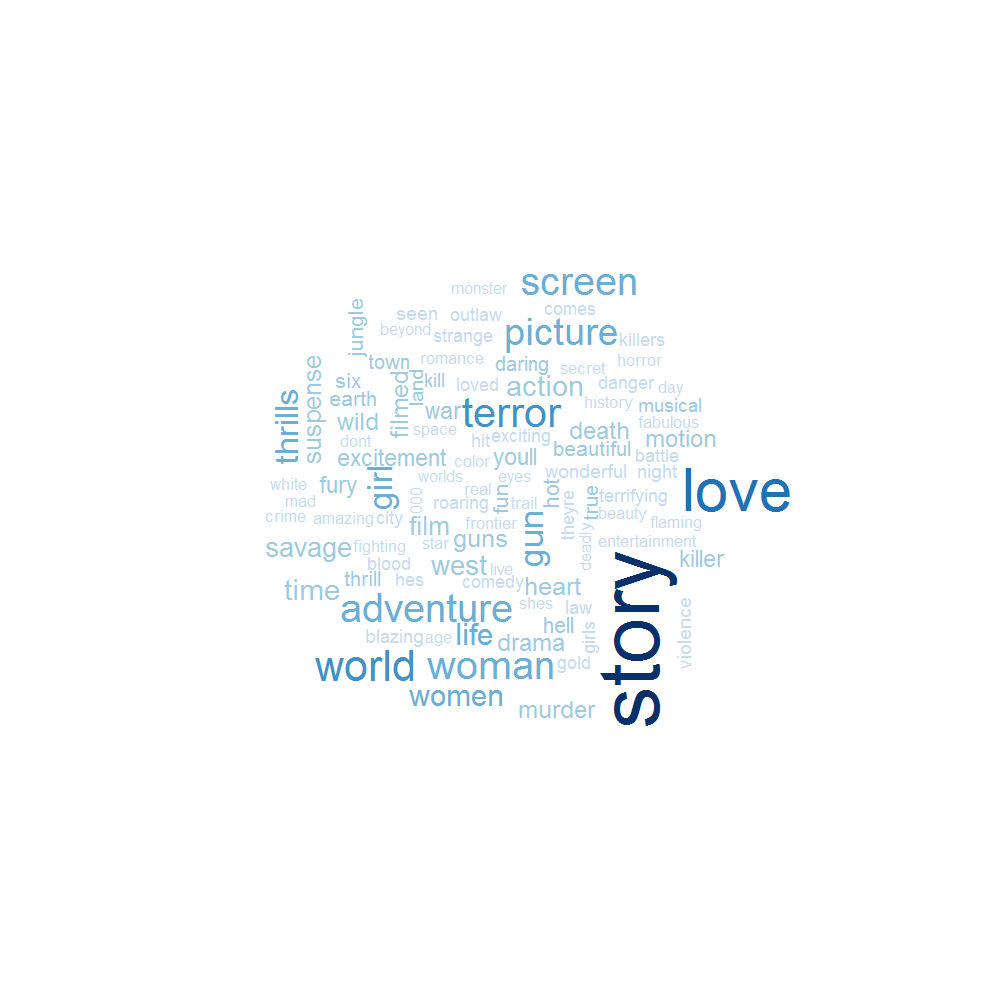 screen
monster
jungle
seen
outlaw
comes
beyond
strange
picture
killers
town
romance
daring
secret
horror
suspense
six
filmed
land
kill
loved
action
danger
day
thrills
earth
war
terror
history
musical
wild
space
hit
exciting
death
fabulous
motion
dont
excitement
color
youll
beautiful
battle
love
white
fury
girl
worlds
real
eyes
wonderful
night
mad
000
roaring
fun
trail
hot
theyre
true
terrifying
crime
amazing
city
film
frontier
gun
beauty
flaming
savage
fighting
star
guns
deadly
entertainment
killer
blood
west
live
time
thrill
hes
comedy
heart
story
adventure
shes
law
violence
blazing
age
life
drama
hell
girls
world
woman
gold
women
murder